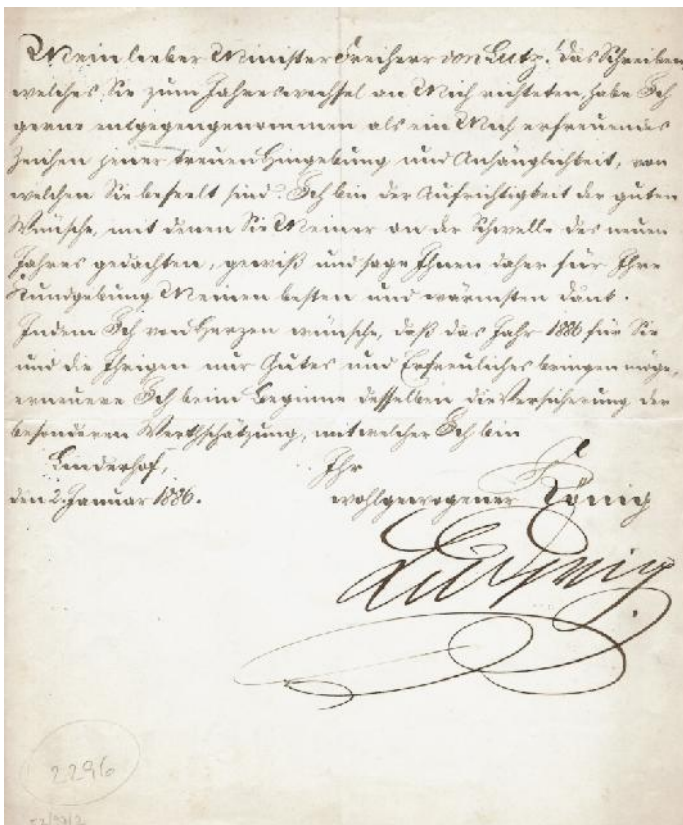 Mein lieber Minister Freiherr von Lutz! Das Schreiben,
welches Sie zum Jahreswechsel an Mich richteten, habe Ich
gerne entgegengenommen als ein Mich erfreuendes
Zeichen jener treuen Hingebung und Anhänglichkeit, von
welchen Sie beseelt sind. Ich bin der Aufrichtigkeit der guten
Wünsche, mit denen Sie Meiner an der Schwelle des neuen
Jahres gedachten, gewiß und sage Ihnen daher für Ihre
Kundgebung Meinen besten und wärmsten Dank.
Indem Ich von Herzen wünsche, daß das Jahr 1886 für Sie
und die Ihrigen nur Gutes und Erfreuliches bringen möge,
erneuere Ich beim Beginne desselben die Versicherung der
besonderen Werthschätzung, mit welcher Ich bin
Linderhof, Ihr
den 2. Januar 1886. wohlgewogener König
Ludwig
2296